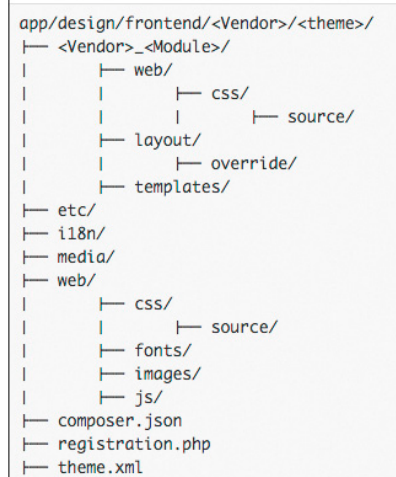 app/design/frontend/<Vendor>/<theme>/
├── <Vendor>_<Module>/
|       ├── web/
|       |       ├── css/
|       |       |       ├── source/
|       ├── layout/
|       |       ├── override/
|       ├── templates/
├── etc/
├── i18n/
├── media/
├── web/
|       ├── css/
|       |       ├── source/
|       ├── fonts/
|       ├── images/
|       ├── js/
├── composer.json
├── registration.php
├── theme.xml